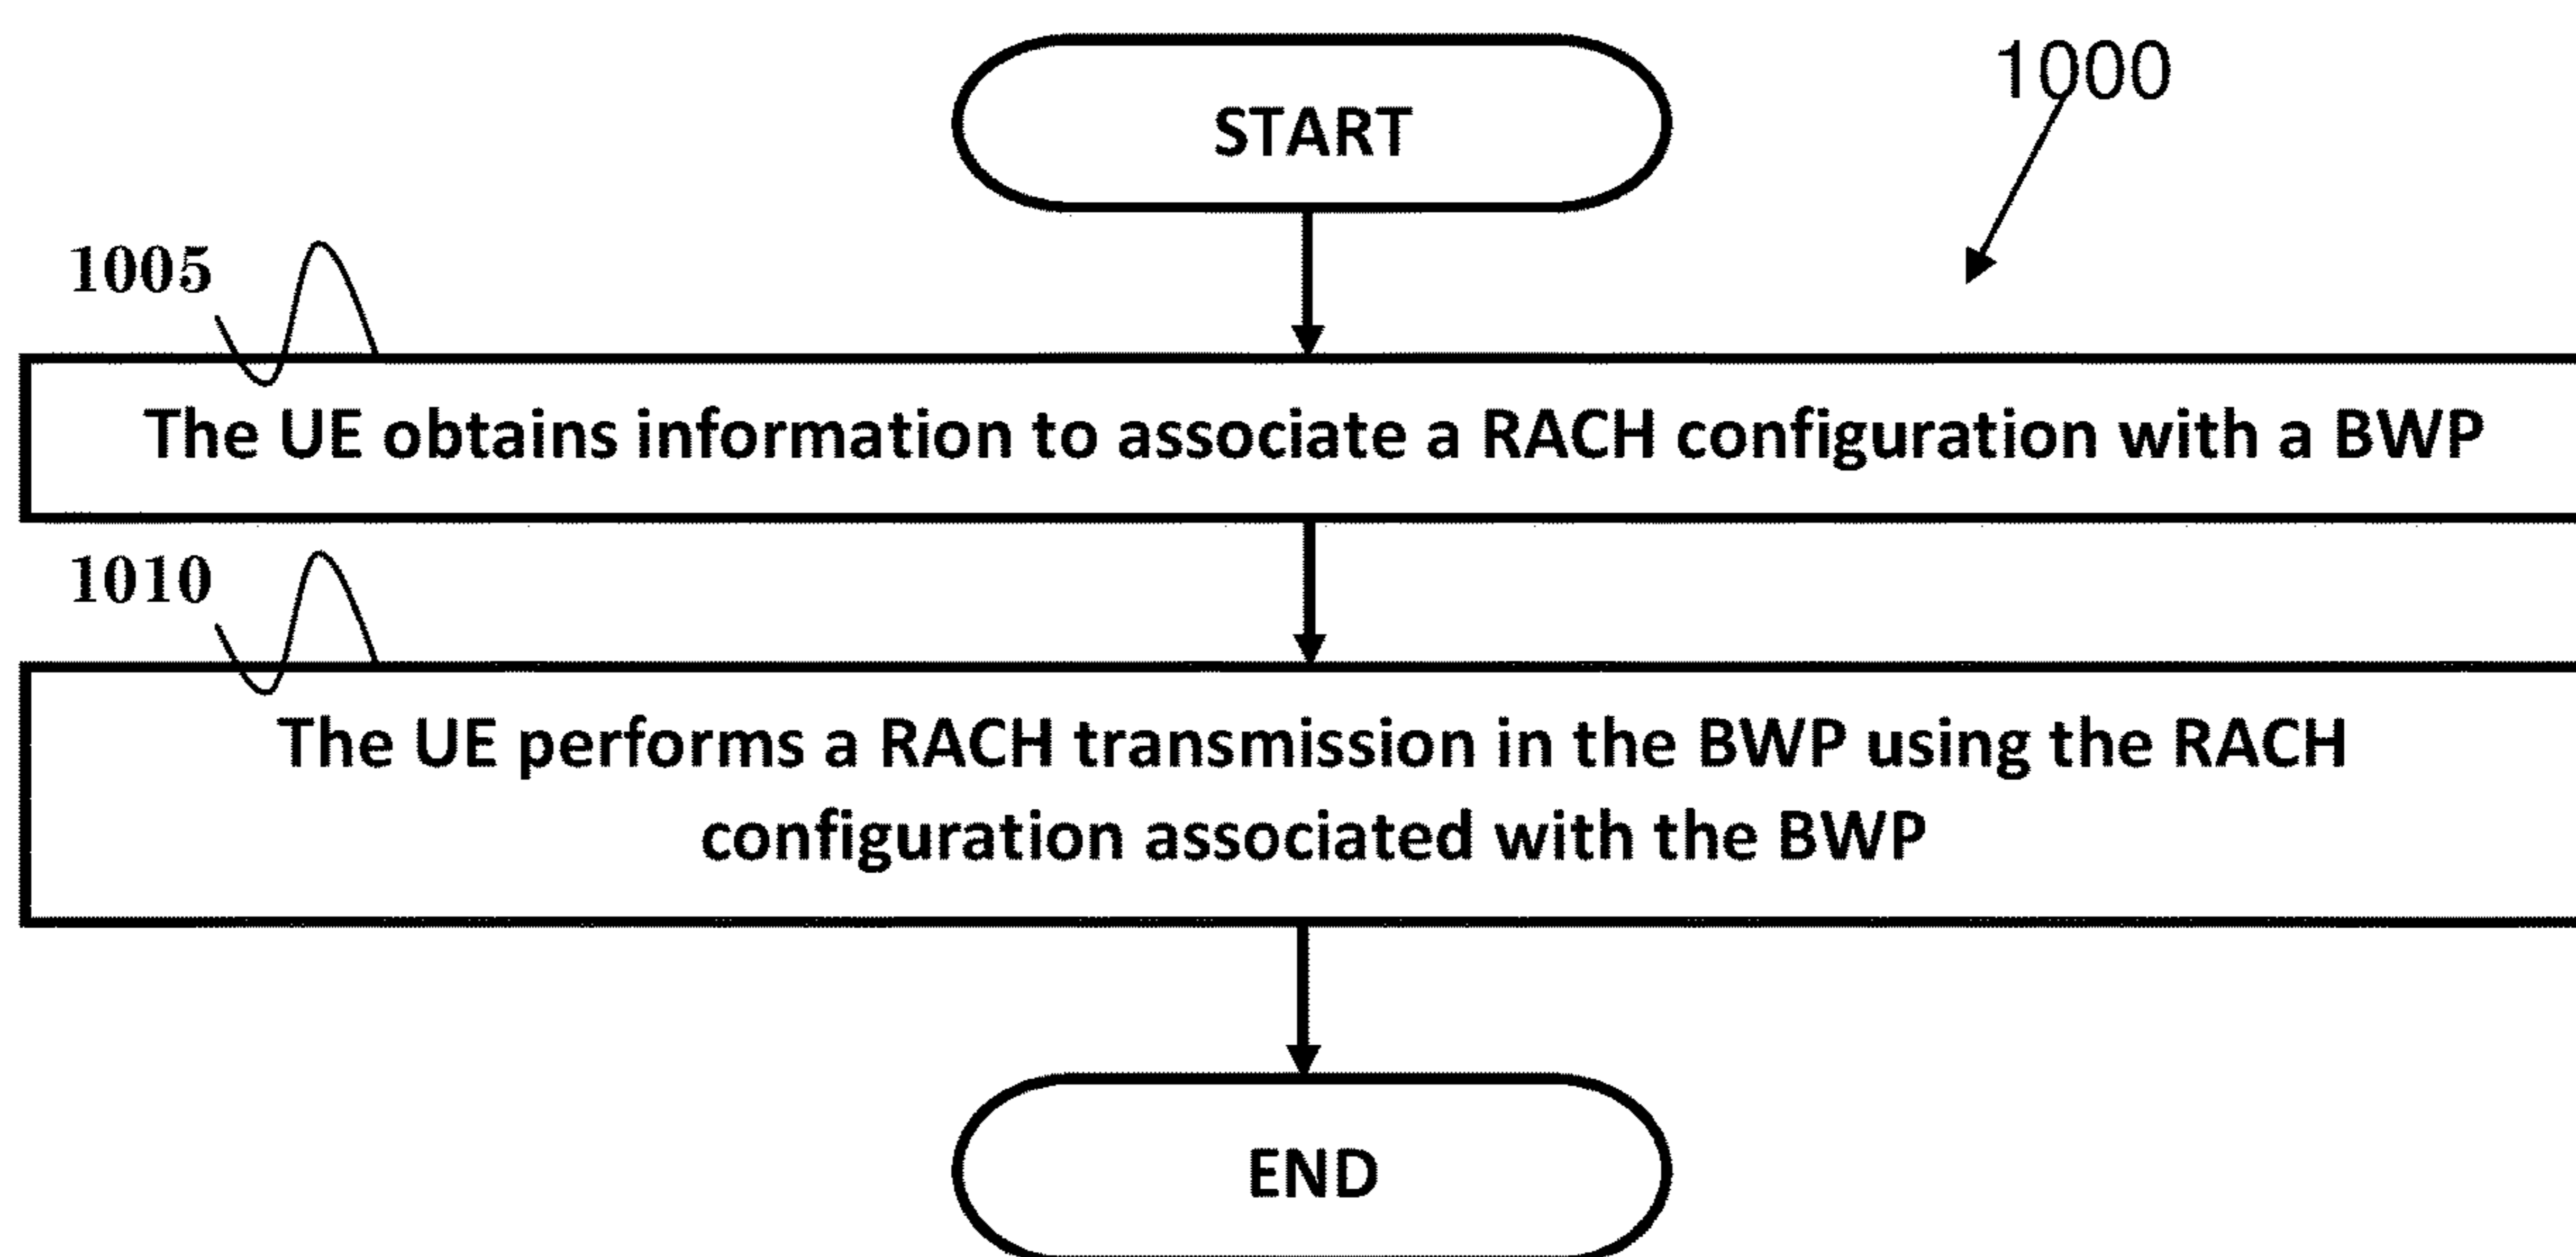 START
1000
1005
The UE obtains information to associate a RACH configuration with a BWP
1010
The UE performs a RACH transmission in the BWP using the RACH
configuration associated with the BWP
END